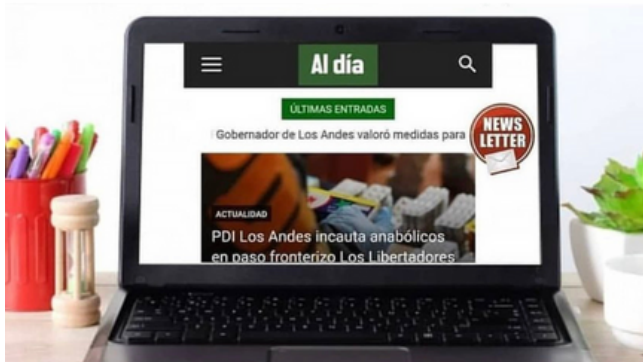 Al día
ÚLTIMAS ENTRADAS
Gobernador de Los Andes valoró medidas para
NEWS
LETTER
ACTUALIDAD
PDI Los Andes incauta anabólicos
en paso fronterizo Los Libertadores